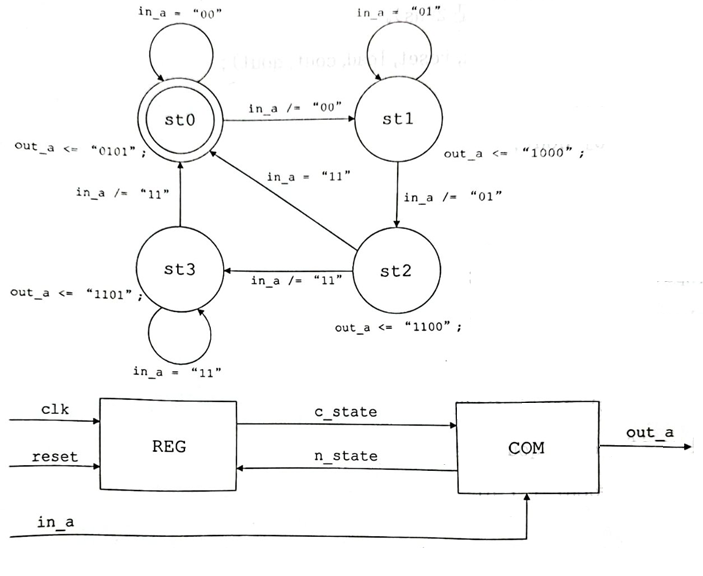 in_a = “00”
in_a = “01”
st0
in_a /= “00”
st1
out_a <= “0101” ;
out_a <= “1000” ;
in_a = “11”
in_a /= “11”
in_a /= “01”
st3
st2
in_a /= “11”
out_a <= “1101” ;
out_a <= “1100” ;
in_a = “11”
clk
c_state
out_a
REG
COM
reset
n_state
in_a